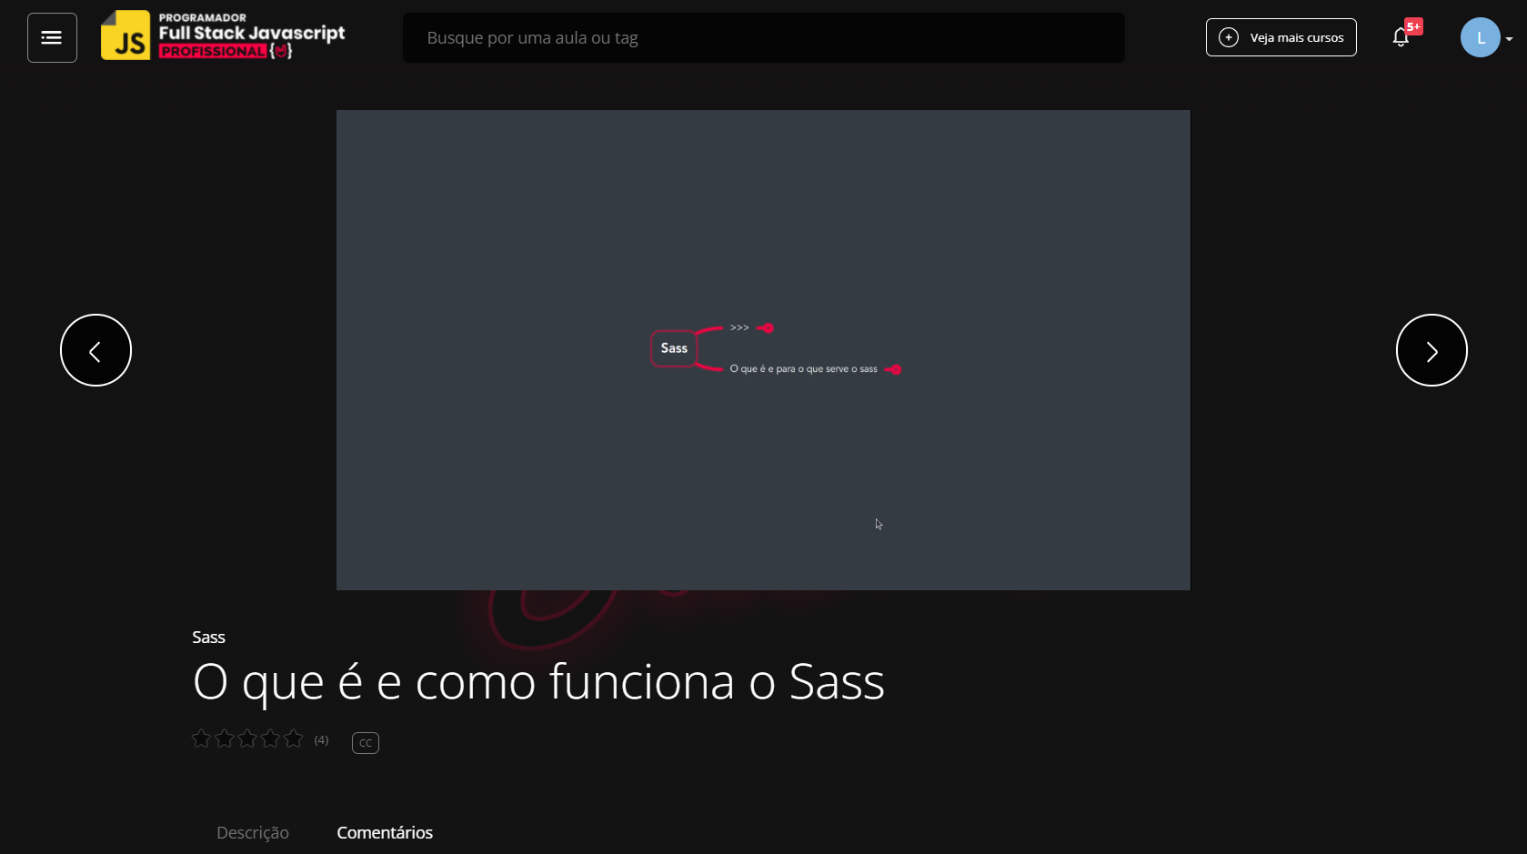 PROGRAMADOR
JS
Full Stack Javascript
PROFISSIONAL
Busque por uma aula ou tag
Veja mais cursos
5+
L
>>>
Sass
O que é e para o que serve o sass
Sass
O que é e como funciona o Sass
(4)
CC
Descrição
Comentários